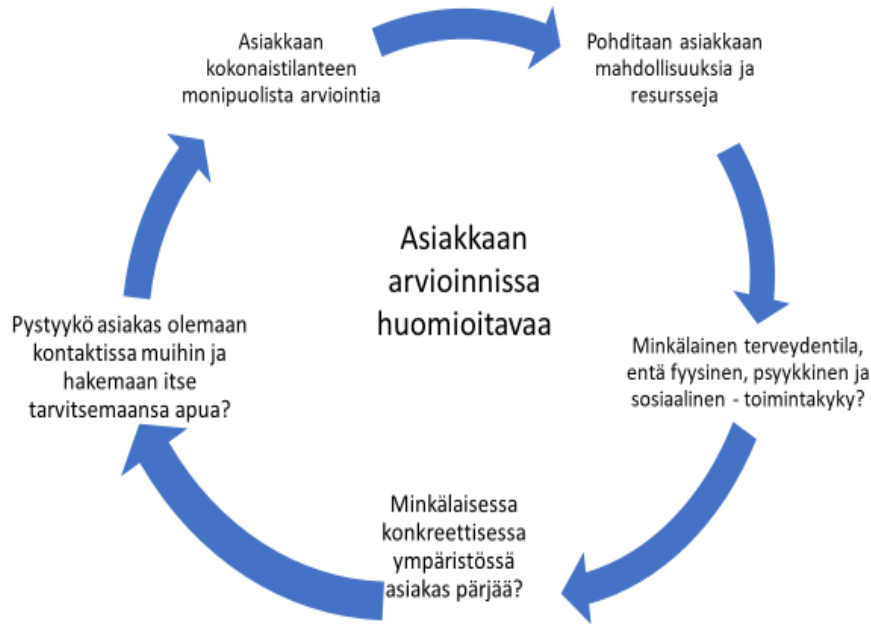 Asiakkaan
kokonaistilanteen
monipuolista arviointia
Pohditaan asiakkaan
mahdollisuuksia ja
resursseja
Asiakkaan
arvioinnissa
huomioitavaa
Minkälainen terveydentila,
entä fyysinen, psyykkinen ja
sosiaalinen - toimintakyky?
Minkälaisessa
konkreettisessa
ympäristössä
asiakas pärjää?
Pystyykö asiakas olemaan
kontaktissa muihin ja
hakemaan itse
tarvitsemaansa apua?